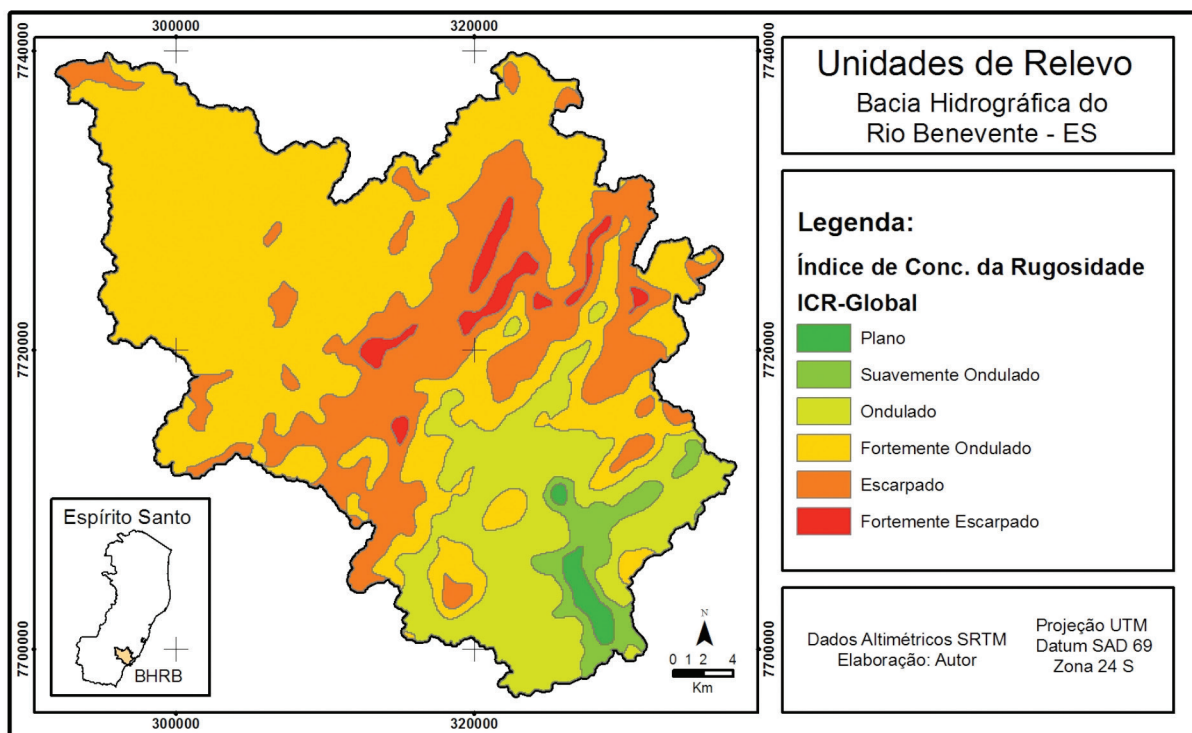 300000
320000
7740000
7740000
7720000
7720000
7700000
7700000
300000
320000
Unidades de Relevo
Bacia Hidrográfica do
Rio Benevente - ES
Legenda:
Índice de Conc. da Rugosidade
ICR-Global
Plano
Suavemente Ondulado
Ondulado
Fortemente Ondulado
Escarpado
Fortemente Escarpado
Espírito Santo
BHRB
N
0 1 2 4
Km
Dados Altimétricos SRTM
Elaboração: Autor
Projeção UTM
Datum SAD 69
Zona 24 S